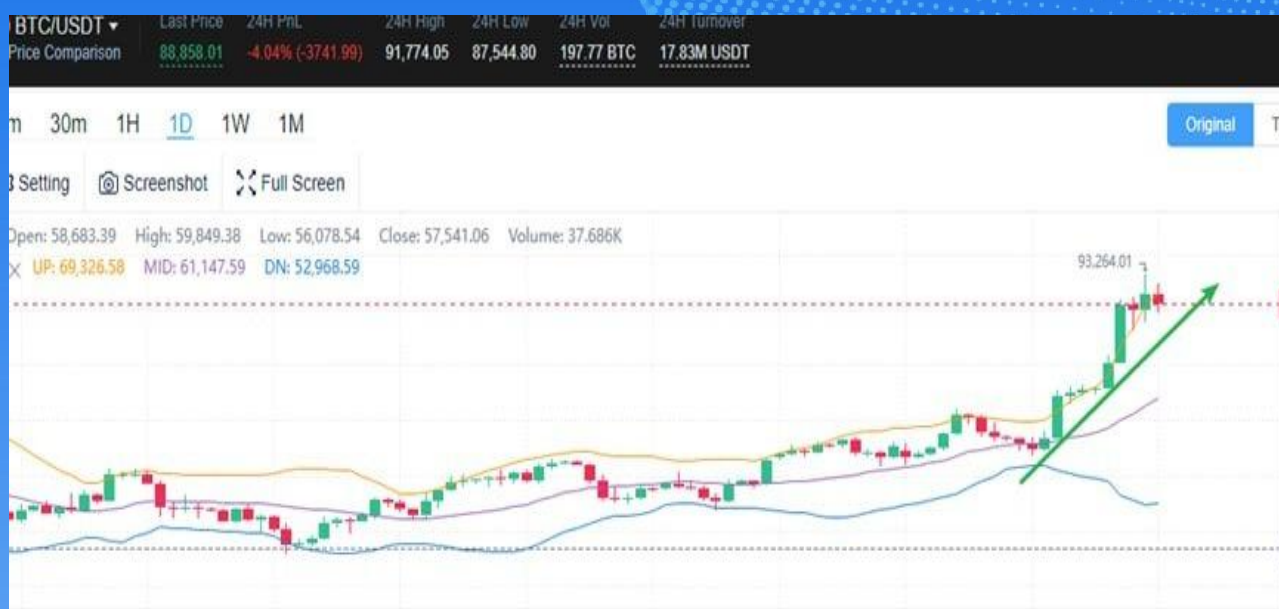 BTC/USDT Last Price 24H PnL 24H High 24H Low 24H Vol 24H Turnover
Price Comparison 88,858.01 -4.04% (-3741.99) 91,774.05 87,544.80 197.77 BTC 17.83M USDT
m 30m 1H 1D 1W 1M
Original T
Setting Screenshot Full Screen
Open: 58,683.39 High: 59,849.38 Low: 56,078.54 Close: 57,541.06 Volume: 37.686K
UP: 69,326.58 MID: 61,147.59 DN: 52,968.59
93,264.01